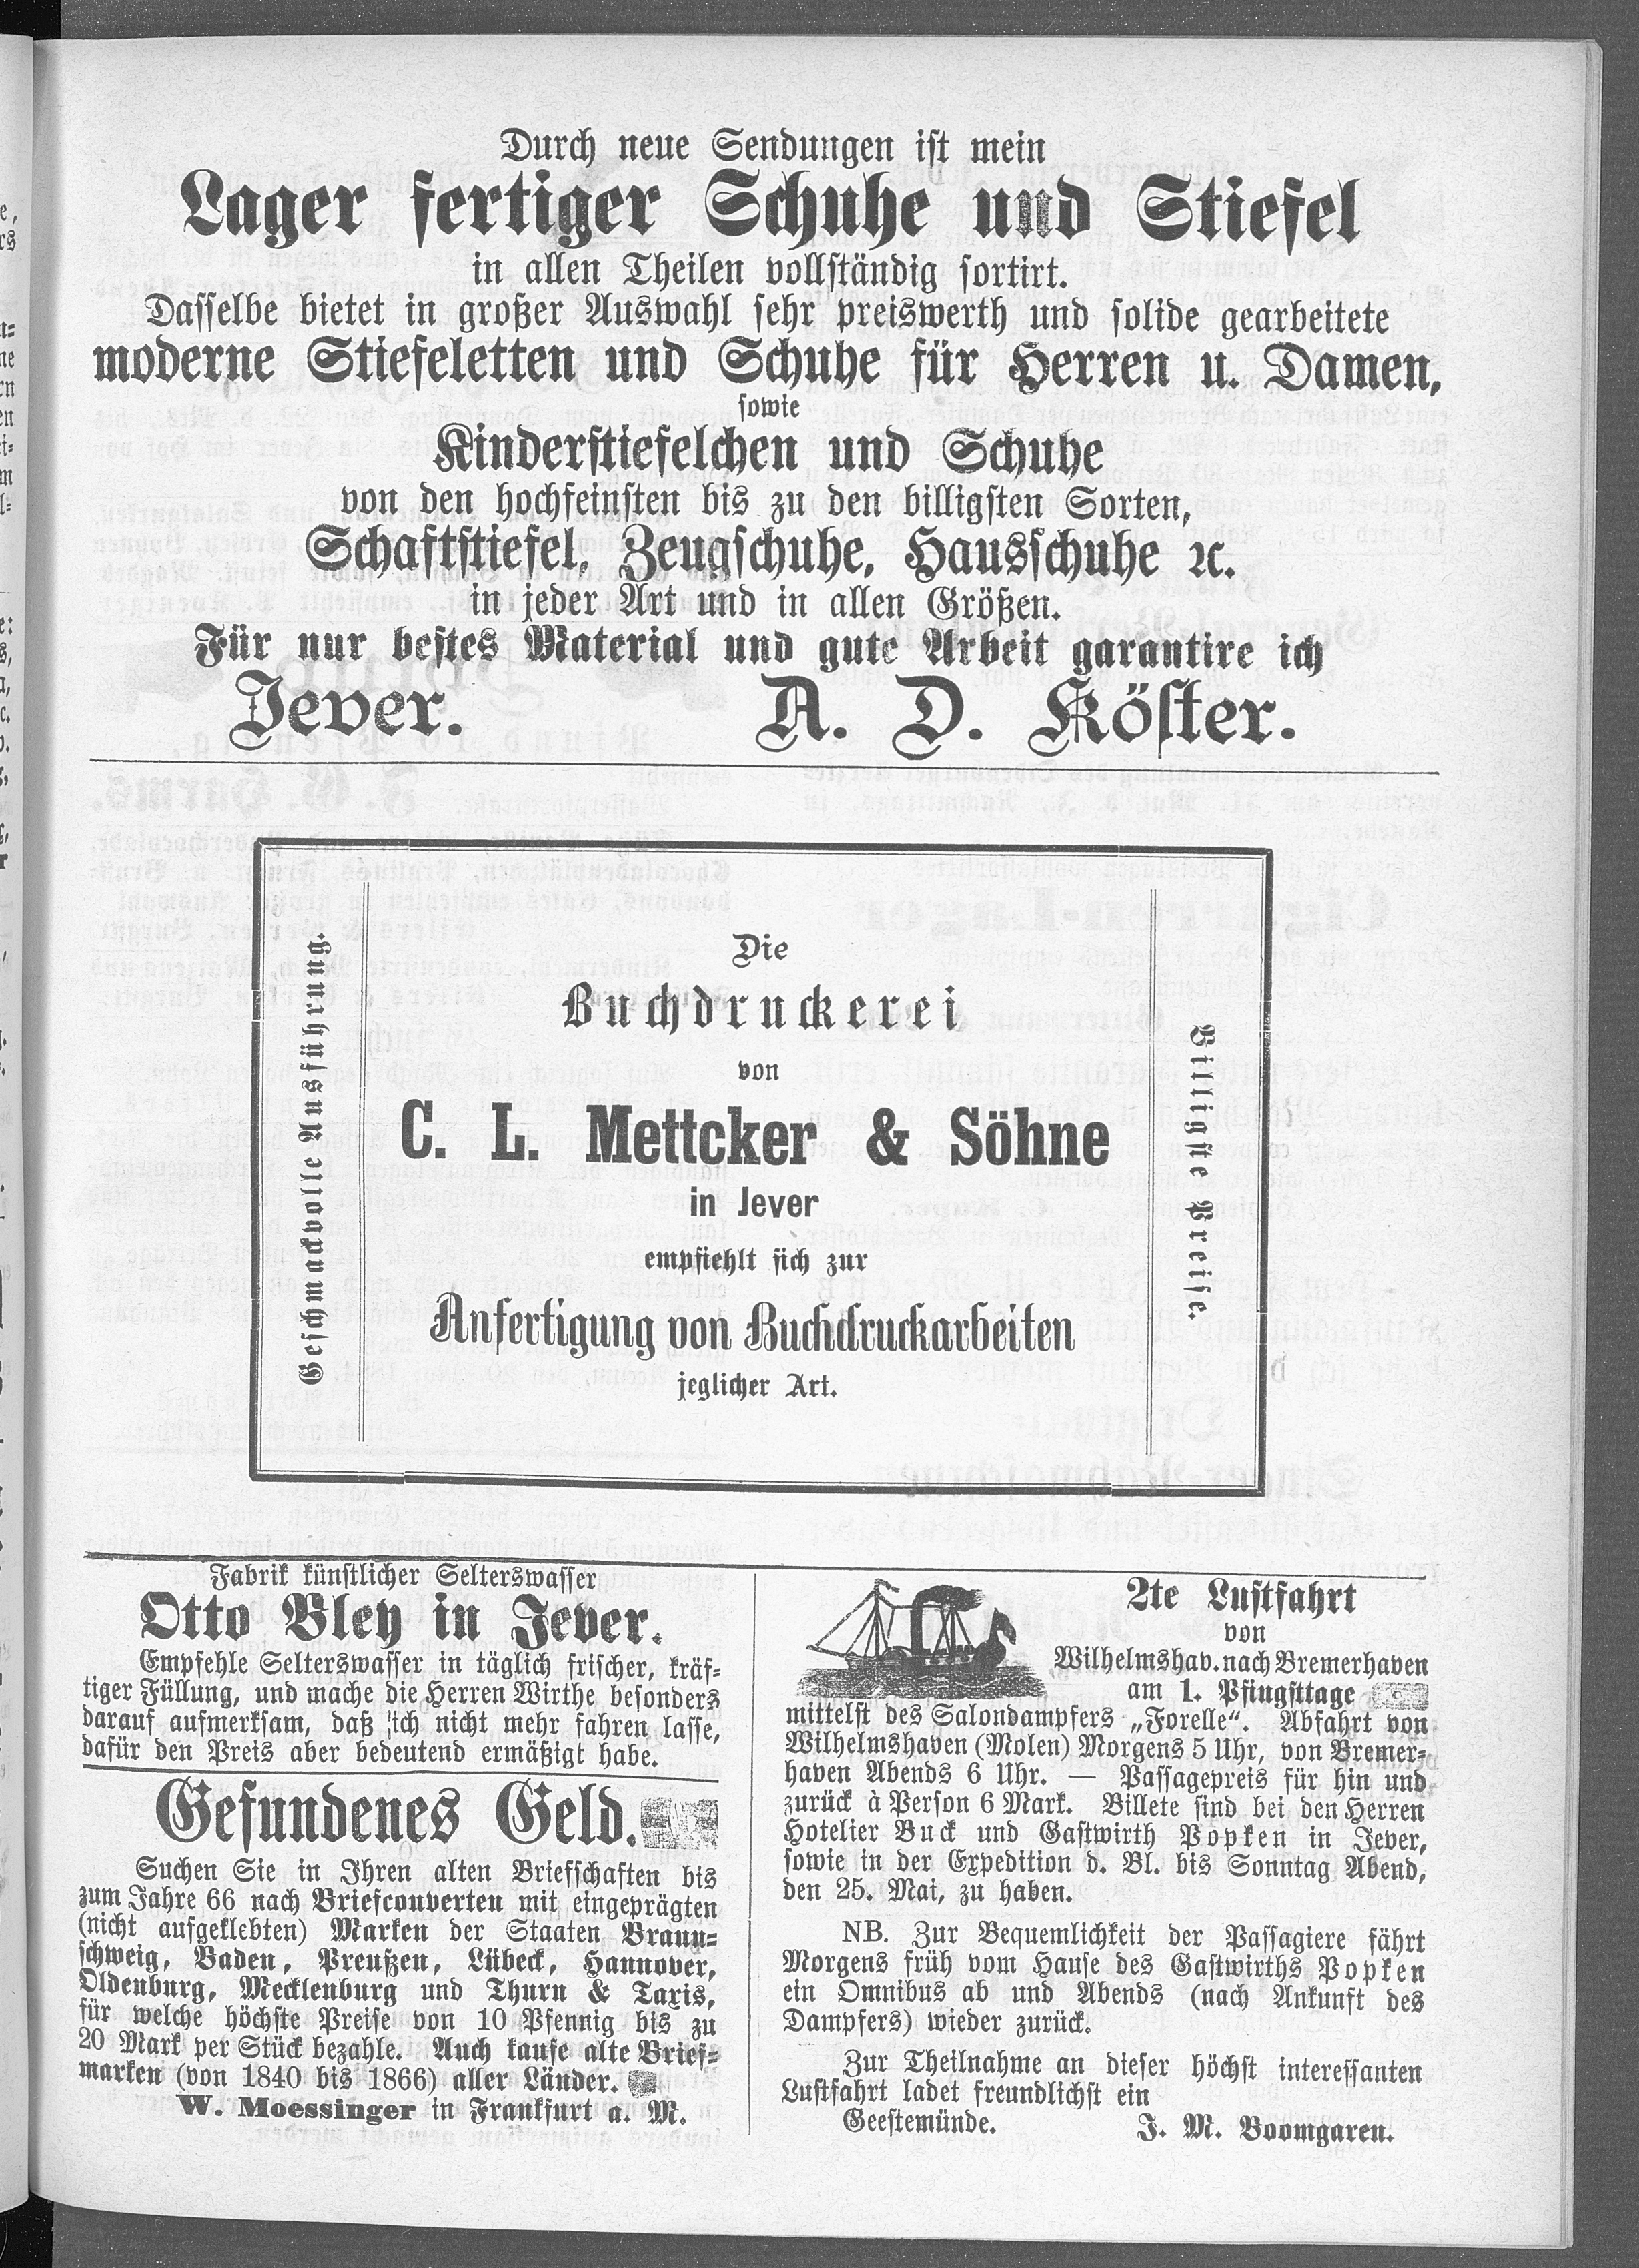 Durch neue Sendungen ist mein
Lager fertiger Schuhe und Stiefel
in allen Theilen vollständig sortirt.
Dasselbe bietet in großer Auswahl sehr preiswerth und solide gearbeitete
moderne Stiefeletten und Schuhe für Herren u. Damen,
sowie
Kinderstiefelchen und Schuhe
von den hochfeinsten bis zu den billigsten Sorten,
Schaftstiefel, Zeugschuhe, Hausschuhe ꝛc.
in jeder Art und in allen Größen.
Für nur bestes Material und gute Arbeit garantire ich
Jever. A. D. Köster.
Geschmackvolle Ausführung.
Die
Buchdruckerei
von
C. L. Mettcker & Söhne
in Jever
empfiehlt sich zur
Anfertigung von Buchdruckarbeiten
jeglicher Art.
Billigste Preise.
Fabrik künstlicher Selterswasser
Otto Bley in Jever.
Empfehle Selterswasser in täglich frischer, kräf-
tiger Füllung, und mache die Herren Wirthe besonders
darauf aufmerksam, daß ich nicht mehr fahren lasse,
dafür den Preis aber bedeutend ermäßigt habe.
Gefundenes Geld.
Suchen Sie in Ihren alten Briefschaften bis
zum Jahre 66 nach Briefcouverten mit eingeprägten
(nicht aufgeklebten) Marken der Staaten Braun-
schweig, Baden, Preußen, Lübeck, Hannover,
Oldenburg, Mecklenburg und Thurn & Taxis,
für welche höchste Preise von 10 Pfennig bis zu
20 Mark per Stück bezahle. Auch kaufe alte Brief-
marken (von 1840 bis 1866) aller Länder.
W. Moessinger in Frankfurt a. M.
2te Lustfahrt
von
Wilhelmshav. nach Bremerhaven
am 1. Pfingsttage
mittelst des Salondampfers „Forelle“. Abfahrt von
Wilhelmshaven (Molen) Morgens 5 Uhr, von Bremer-
haven Abends 6 Uhr. — Passagepreis für hin und
zurück à Person 6 Mark. Billete sind bei den Herren
Hotelier Buck und Gastwirth Popken in Jever,
sowie in der Expedition d. Bl. bis Sonntag Abend,
den 25. Mai, zu haben.
NB. Zur Bequemlichkeit der Passagiere fährt
Morgens früh vom Hause des Gastwirths Popken
ein Omnibus ab und Abends (nach Ankunft des
Dampfers) wieder zurück.
Zur Theilnahme an dieser höchst interessanten
Lustfahrt ladet freundlichst ein
Geestemünde. J. M. Boomgaren.